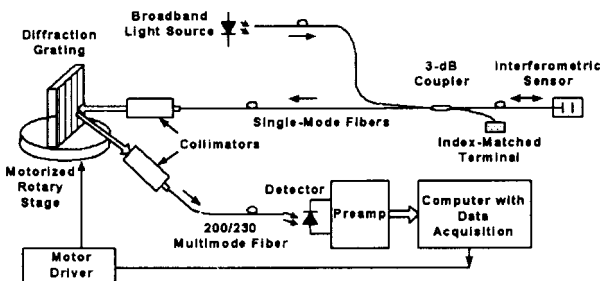 Broadband
Light Source
Diffraction
Grating
3-dB
Coupler
Interferometric
Sensor
Single-Mode Fibers
Collimators
Index-Matched
Terminal
Motorized
Rotary
Stage
Detector
Preamp
Computer with
Data
Acquisition
200/230
Multimode Fiber
Motor
Driver